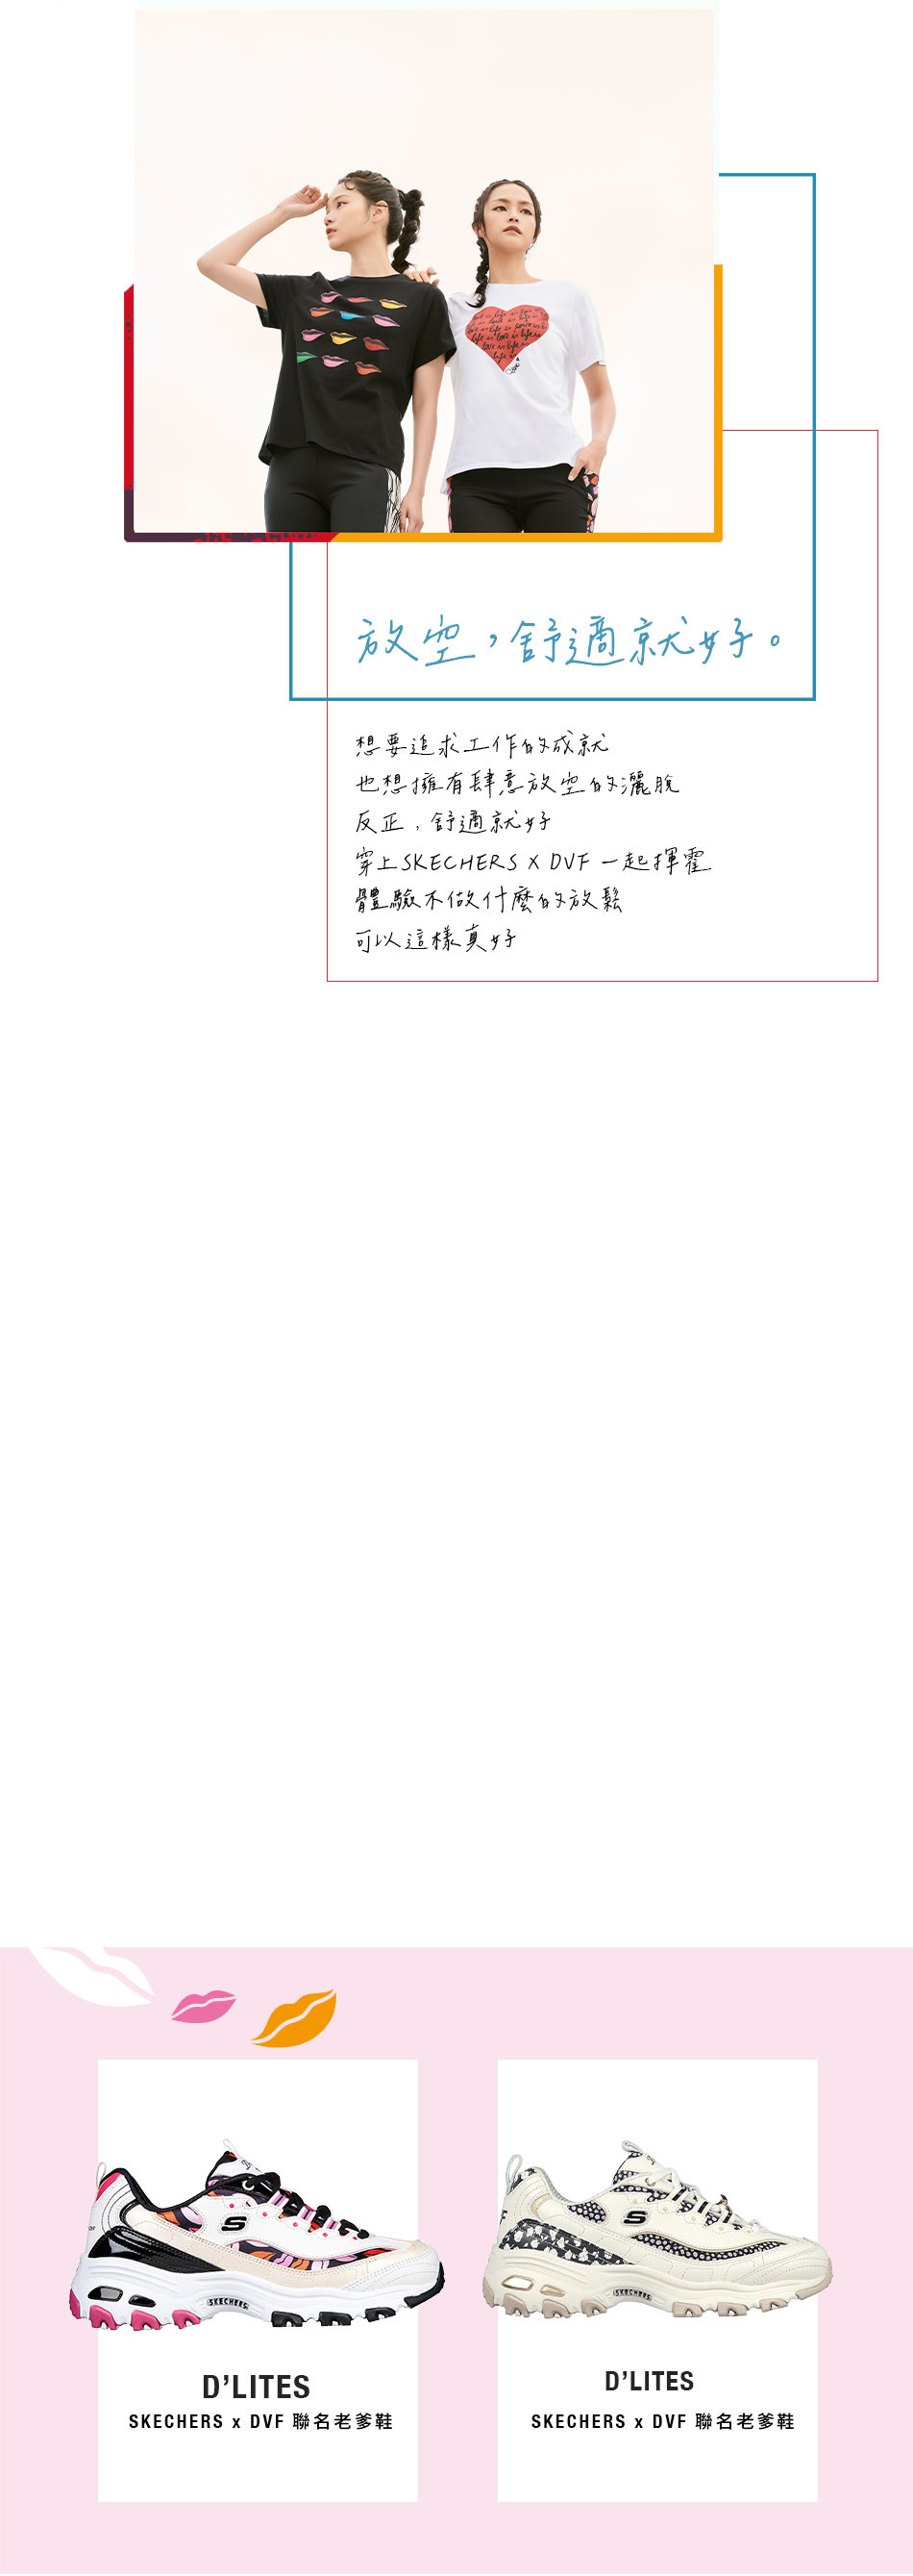 放空，舒適就好。
想要追求工作的成就
也想擁有肆意放空的灑脫
反正，舒適就好
穿上SKECHERS X DVF 一起揮霍
體驗不做什麼的放鬆
可以這樣真好
S
SKECHERS
S
SKECHERS
D’LITES
SKECHERS x DVF 聯名老爹鞋
D’LITES
SKECHERS x DVF 聯名老爹鞋